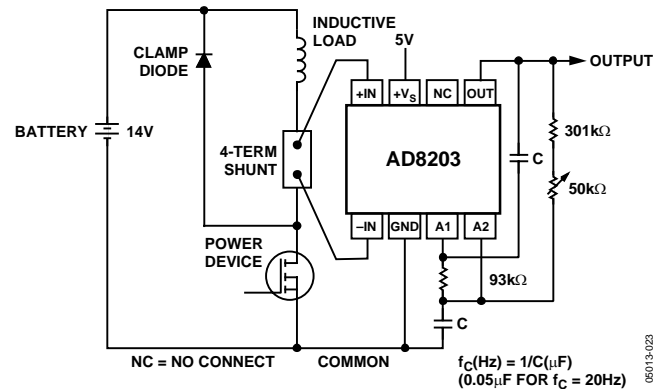 INDUCTIVE
LOAD
CLAMP
DIODE
5V
OUTPUT
+IN
+VS
NC
OUT
BATTERY
14V
4-TERM
SHUNT
AD8203
C
301kΩ
50kΩ
–IN
GND
A1
A2
POWER
DEVICE
93kΩ
C
NC = NO CONNECT
COMMON
fC(Hz) = 1/C(μF)
(0.05μF FOR fC = 20Hz)
05013-023